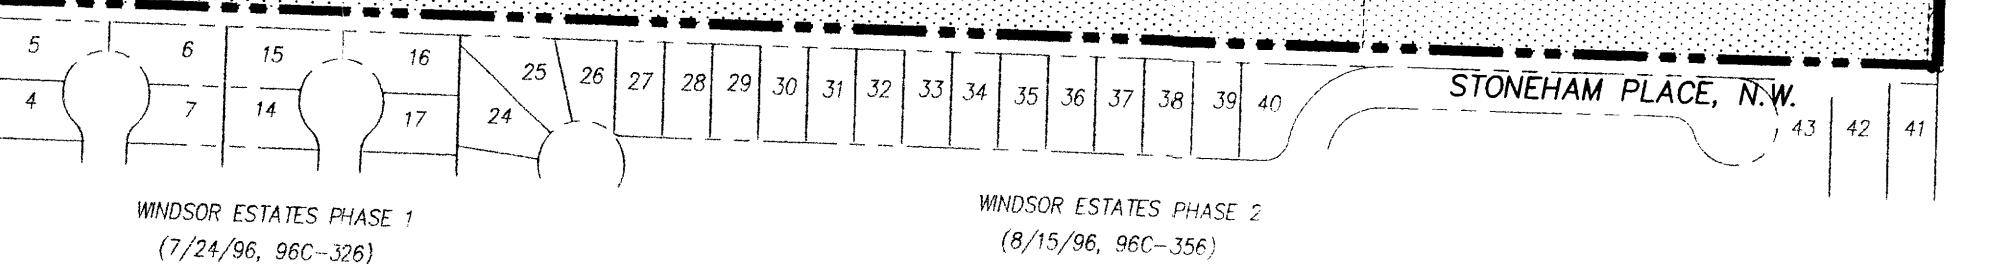 5 6 15 16
25 26 27 28 29 30 31 32 33 34 35 36 37 38 39 40
STONEHAM PLACE, N.W.
4 7 14 17 24
43 42 41
WINDSOR ESTATES PHASE 1
(7/24/96, 96C-326)
WINDSOR ESTATES PHASE 2
(8/15/96, 96C-356)